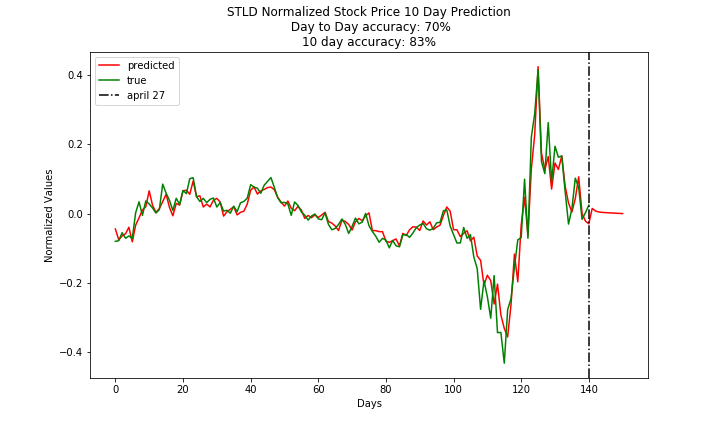 STLD Normalized Stock Price 10 Day Prediction
Day to Day accuracy: 70%
10 day accuracy: 83%
predicted
true
april 27
0.4
0.2
0.0
−0.2
−0.4
Normalized Values
0 20 40 60 80 100 120 140
Days